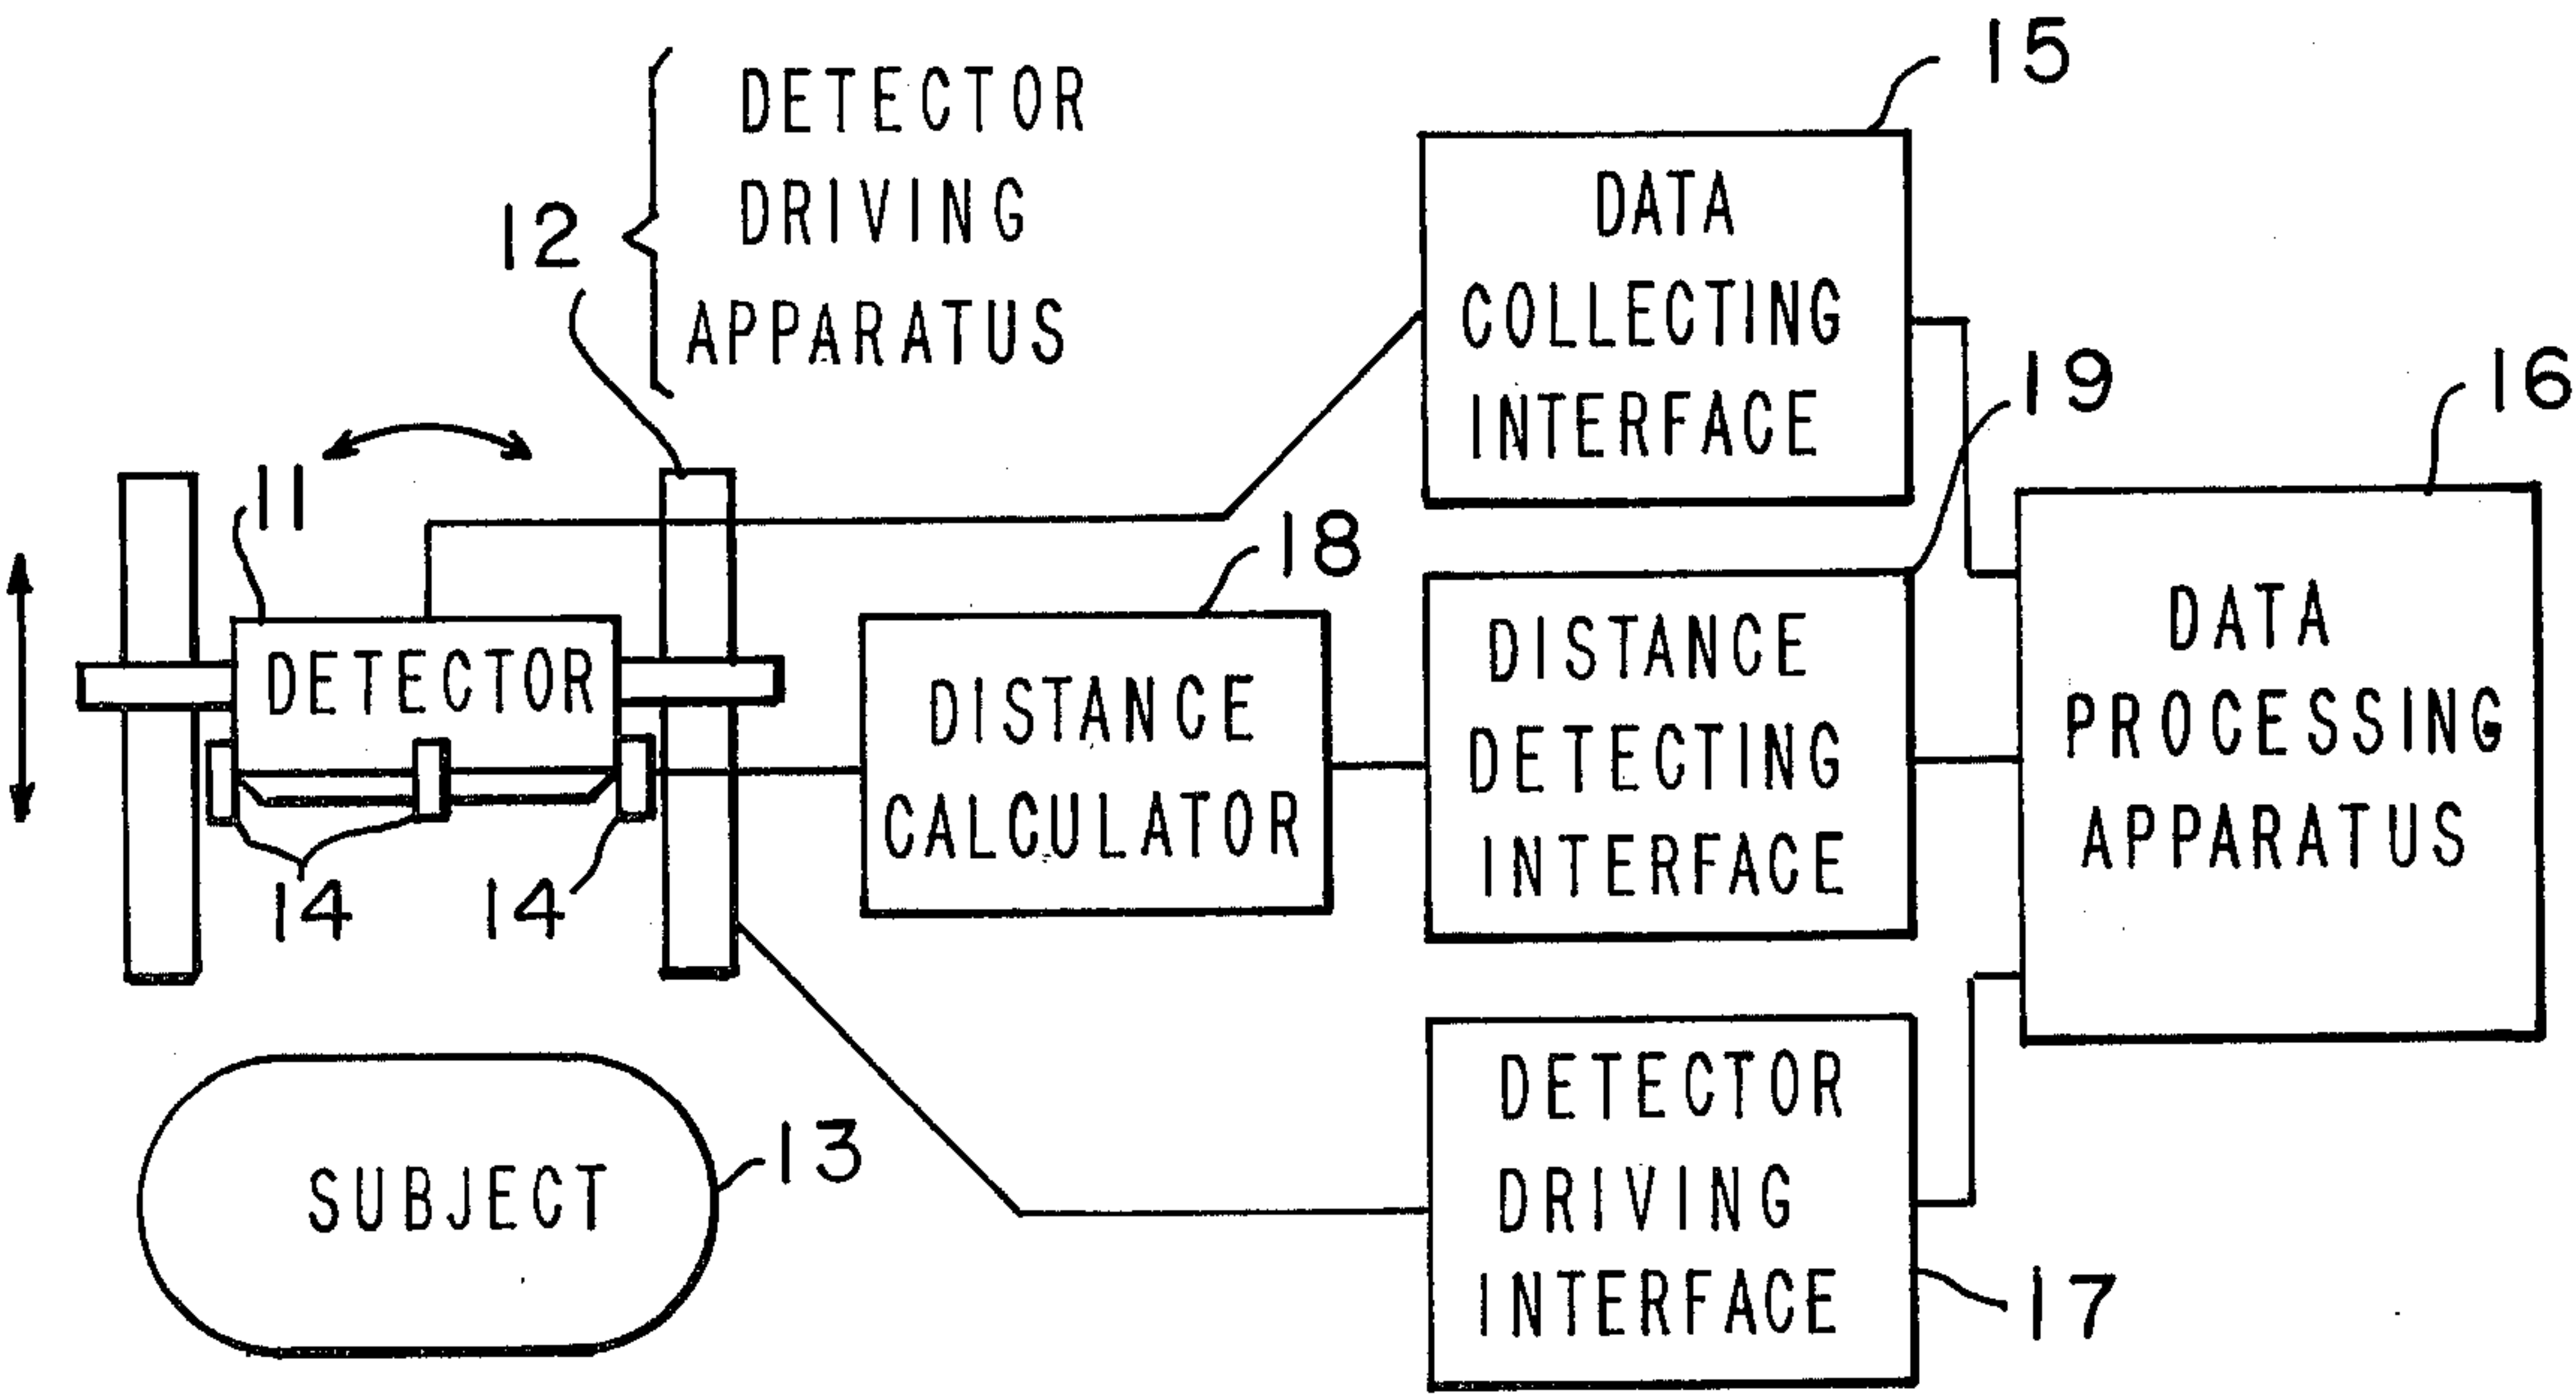 DETECTOR
DRIVING
APPARATUS
12
15
DATA
COLLECTING
INTERFACE
19
16
11
18
DETECTOR
DISTANCE
CALCULATOR
DISTANCE
DETECTING
INTERFACE
DATA
PROCESSING
APPARATUS
14
14
SUBJECT
13
DETECTOR
DRIVING
INTERFACE
17